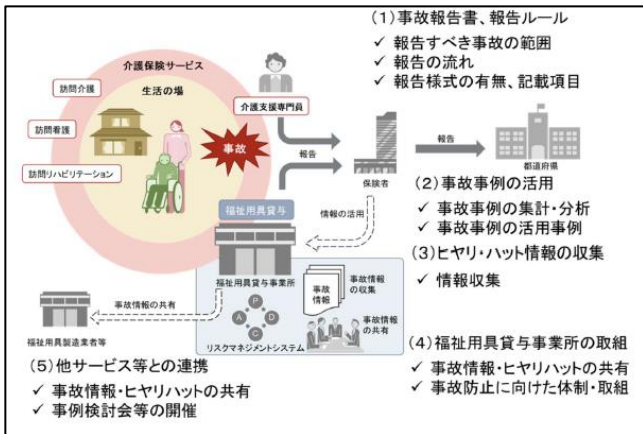 (1)事故報告書、報告ルール
✓ 報告すべき事故の範囲
✓ 報告の流れ
✓ 報告様式の有無、記載項目
介護保険サービス
生活の場
訪問介護
訪問看護
訪問リハビリテーション
事故
介護支援専門員
報告
保険者
報告
都道府県
(2)事故事例の活用
✓ 事故事例の集計・分析
✓ 事故事例の活用事例
(3)ヒヤリ・ハット情報の収集
✓ 情報収集
福祉用具貸与
情報の活用
福祉用具貸与事業所
事故情報
事故情報の収集
事故情報の共有
P
D
C
A
リスクマネジメントシステム
事故情報の共有
福祉用具製造業者等
(4)福祉用具貸与事業所の取組
✓ 事故情報・ヒヤリハットの共有
✓ 事故防止に向けた体制・取組
(5)他サービス等との連携
✓ 事故情報・ヒヤリハットの共有
✓ 事例検討会等の開催